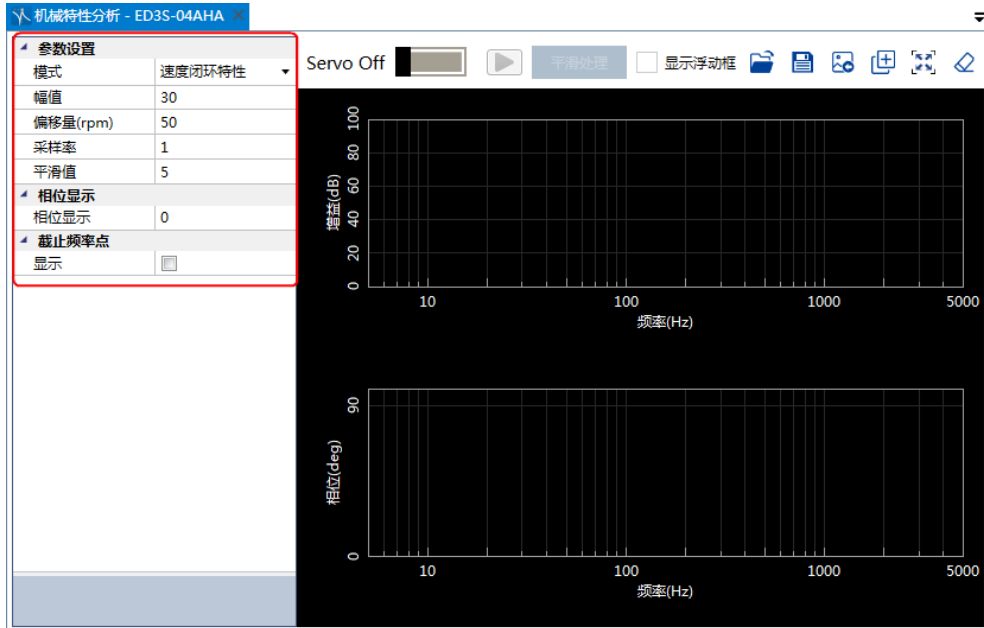 机械特性分析 - ED3S-04AHA
参数设置
模式 速度闭环特性
幅值 30
偏移量(rpm) 50
采样率 1
平滑值 5
相位显示
相位显示 0
截止频率点
显示
Servo Off 平滑处理 显示浮动框
100
80
60
40
20
0
增益(dB)
10 100 1000 5000
频率(Hz)
90
0
相位(deg)
10 100 1000 5000
频率(Hz)